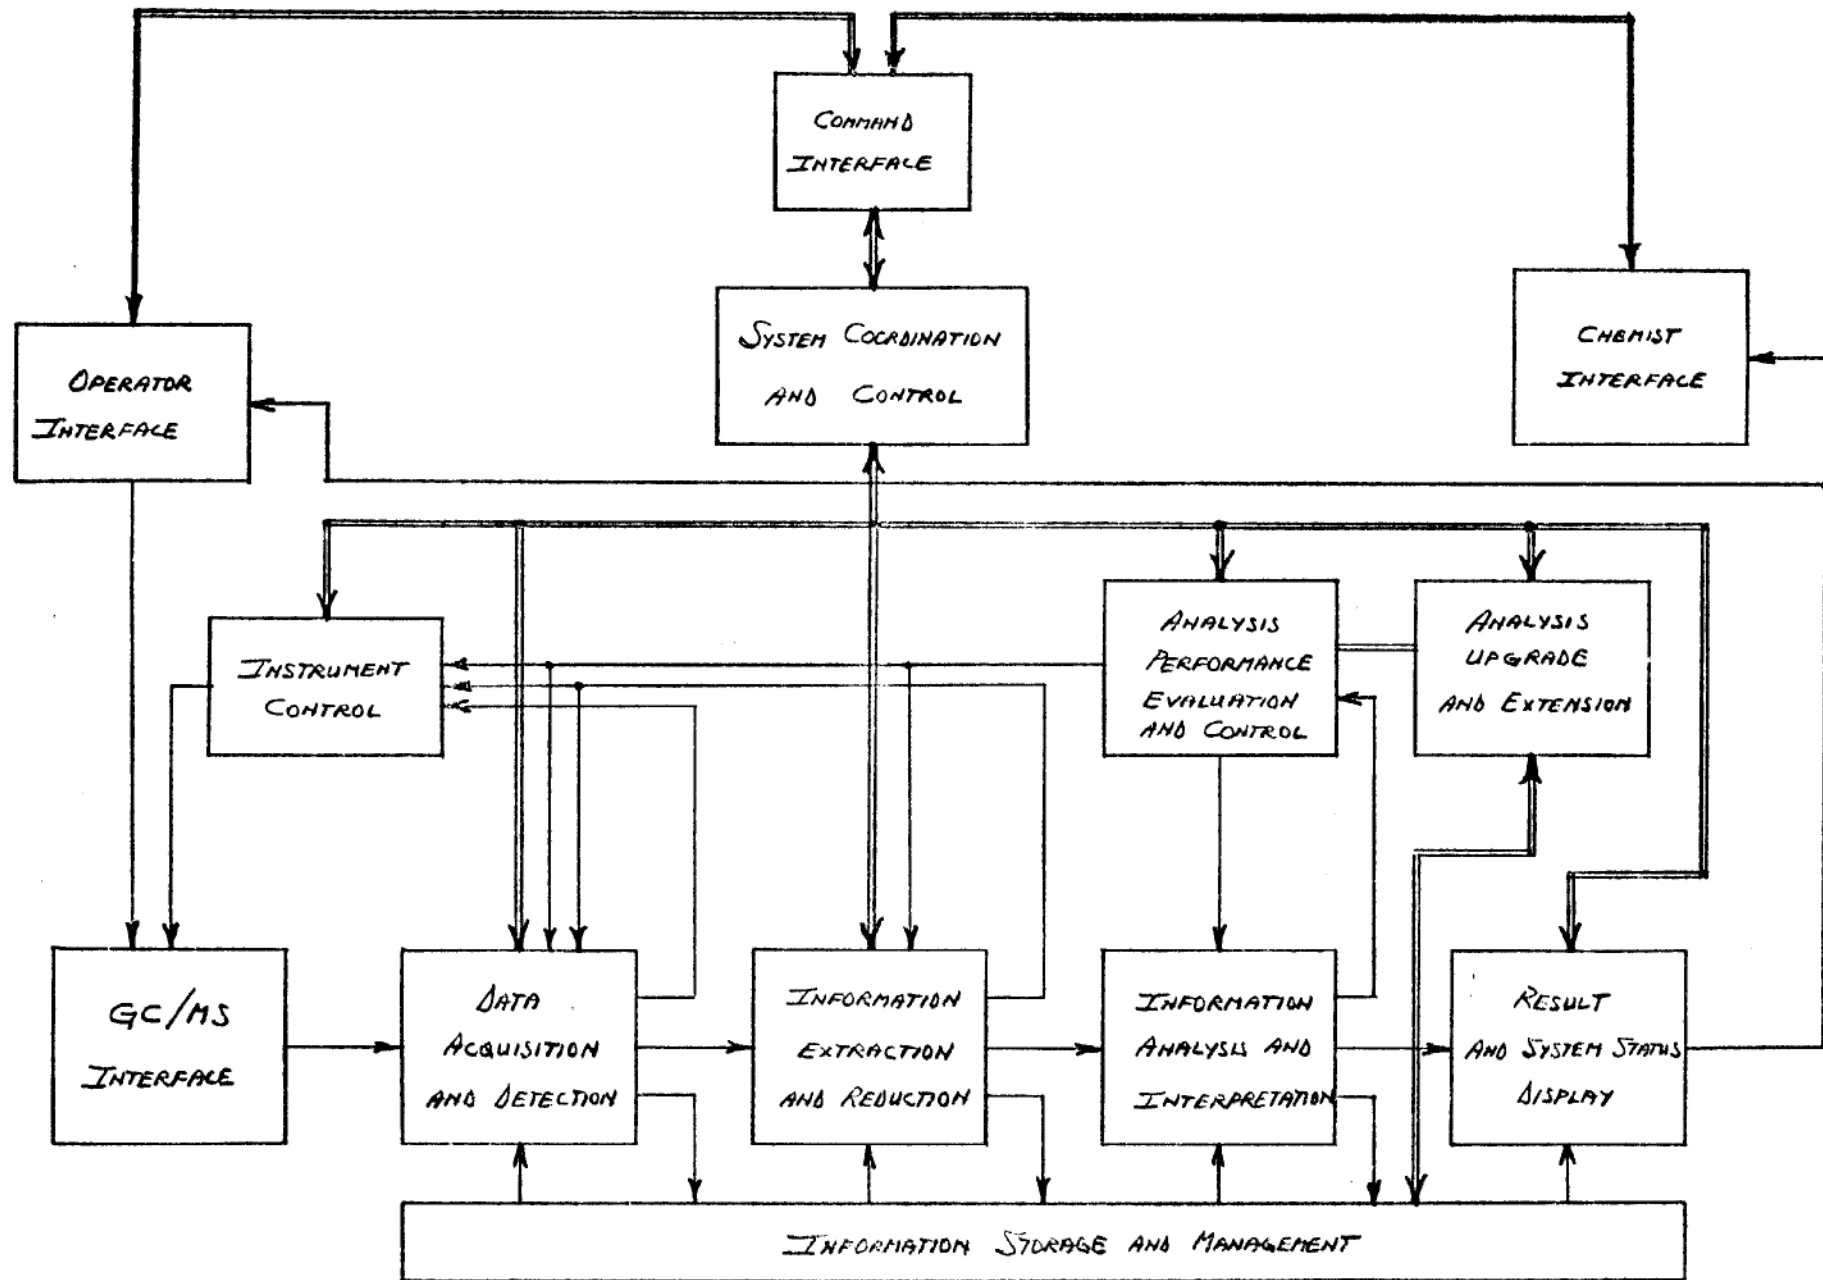 COMMAND
INTERFACE
SYSTEM COORDINATION
AND CONTROL
CHEMIST
INTERFACE
OPERATOR
INTERFACE
INSTRUMENT
CONTROL
ANALYSIS
PERFORMANCE
EVALUATION
AND CONTROL
ANALYSIS
UPGRADE
AND EXTENSION
GC/MS
INTERFACE
DATA
ACQUISITION
AND DETECTION
INFORMATION
EXTRACTION
AND REDUCTION
INFORMATION
ANALYSIS AND
INTERPRETATION
RESULT
AND SYSTEM STATUS
DISPLAY
INFORMATION STORAGE AND MANAGEMENT